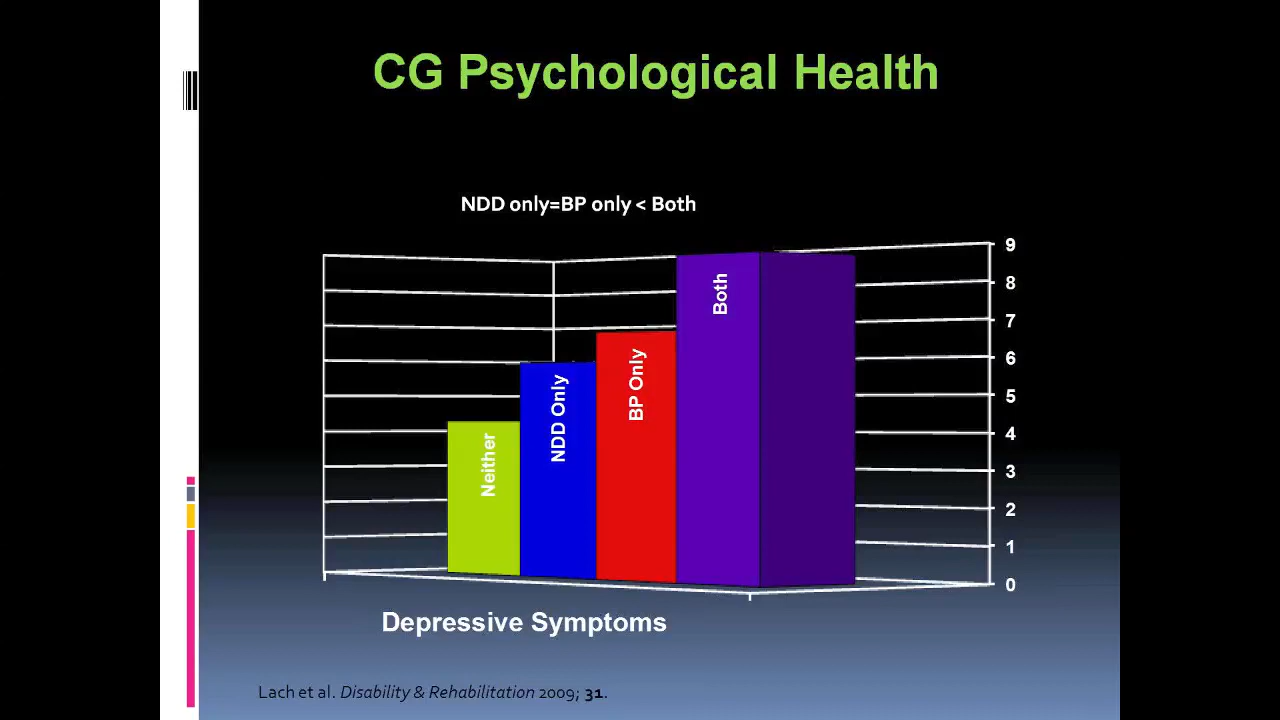 CG Psychological Health
NDD only=BP only < Both
9
8
7
6
5
4
3
2
1
0
Neither
NDD Only
BP Only
Both
Depressive Symptoms
Lach et al. Disability & Rehabilitation 2009; 31.